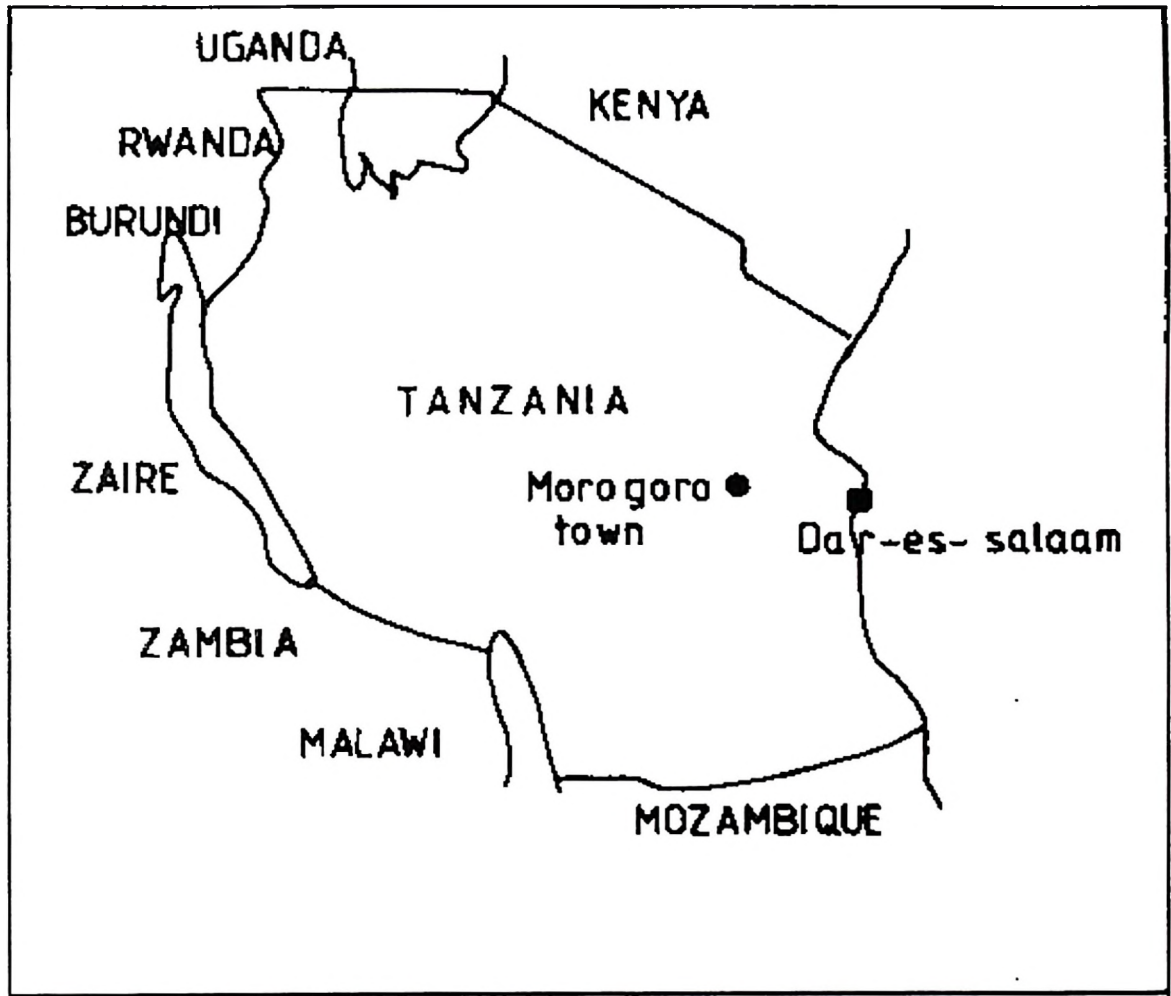 UGANDA
KENYA
RWANDA
BURUNDI
TANZANIA
ZAIRE
Morogoro
town
Dar-es-salaam
ZAMBIA
MALAWI
MOZAMBIQUE